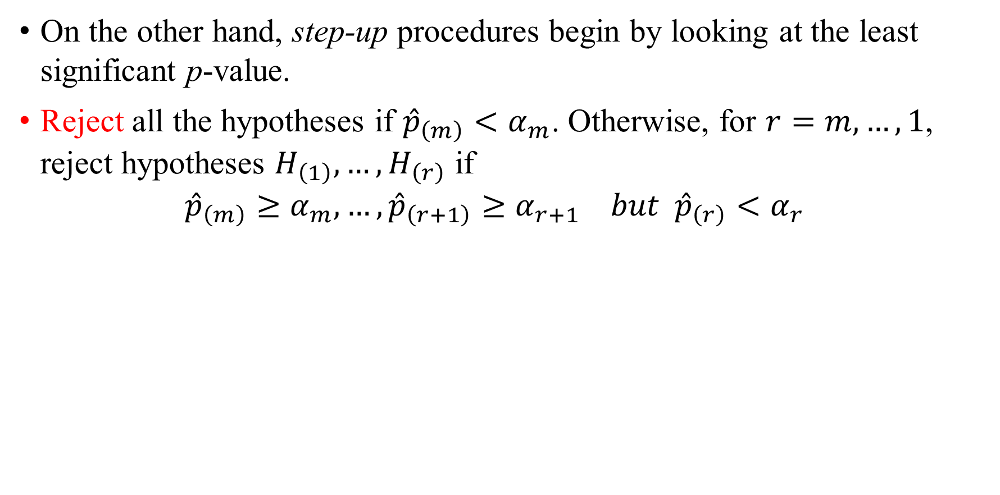 • On the other hand, step-up procedures begin by looking at the least
significant p-value.
• Reject all the hypotheses if p̂₍ₘ₎ < αₘ. Otherwise, for r = m, … , 1,
reject hypotheses H₍₁₎, … , H₍ᵣ₎ if
p̂₍ₘ₎ ≥ αₘ, … , p̂₍ᵣ₊₁₎ ≥ αᵣ₊₁ but p̂₍ᵣ₎ < αᵣ